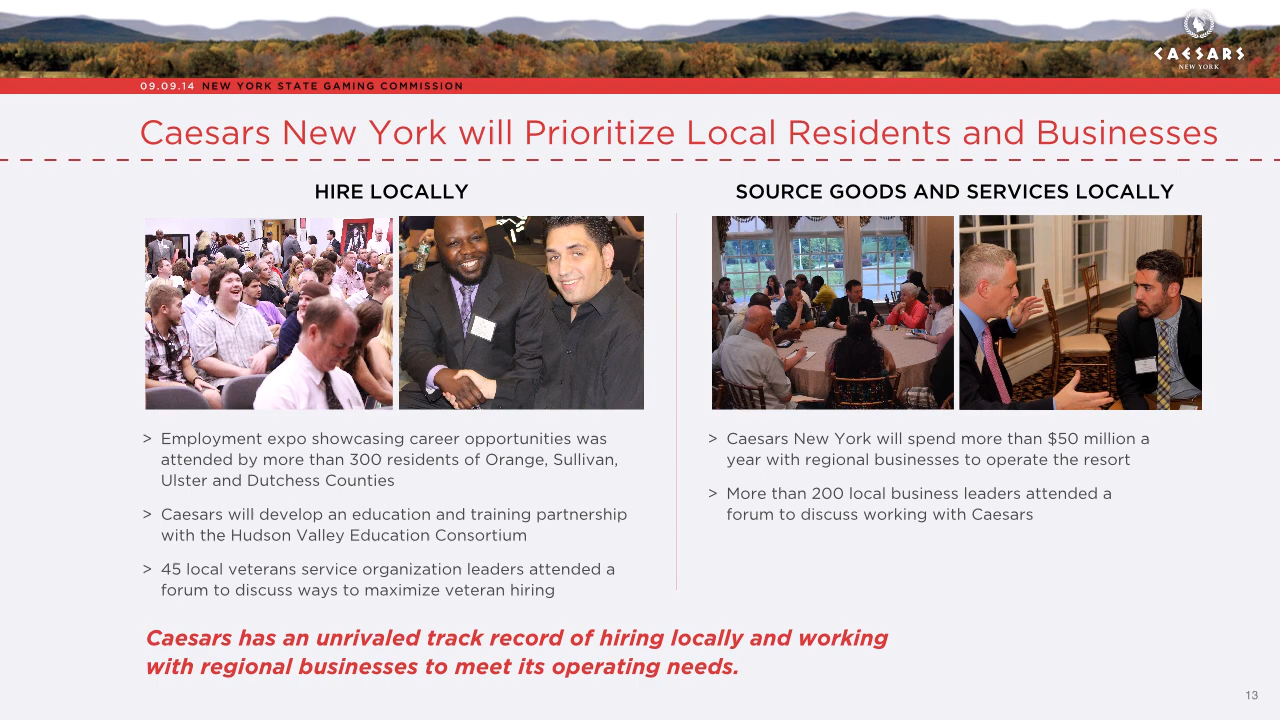 CAESARS
NEW YORK
09.09.14 NEW YORK STATE GAMING COMMISSION
Caesars New York will Prioritize Local Residents and Businesses
HIRE LOCALLY
> Employment expo showcasing career opportunities was
attended by more than 300 residents of Orange, Sullivan,
Ulster and Dutchess Counties
> Caesars will develop an education and training partnership
with the Hudson Valley Education Consortium
> 45 local veterans service organization leaders attended a
forum to discuss ways to maximize veteran hiring
SOURCE GOODS AND SERVICES LOCALLY
> Caesars New York will spend more than $50 million a
year with regional businesses to operate the resort
> More than 200 local business leaders attended a
forum to discuss working with Caesars
Caesars has an unrivaled track record of hiring locally and working
with regional businesses to meet its operating needs.
13